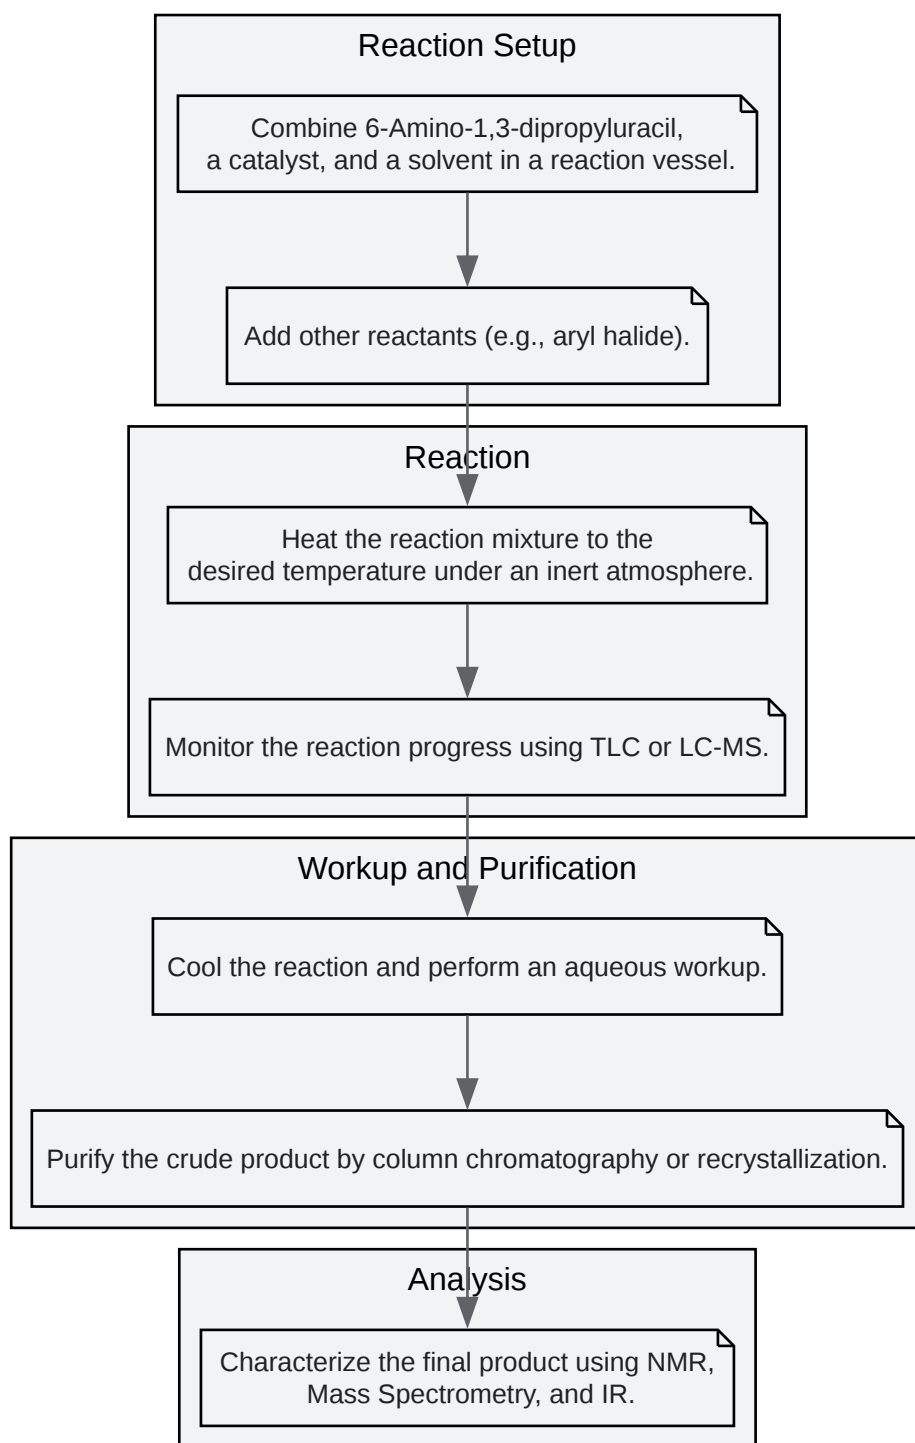 Reaction Setup
Combine 6-Amino-1,3-dipropyluracil,
a catalyst, and a solvent in a reaction vessel.
Add other reactants (e.g., aryl halide).
Reaction
Heat the reaction mixture to the
desired temperature under an inert atmosphere.
Monitor the reaction progress using TLC or LC-MS.
Workup and Purification
Cool the reaction and perform an aqueous workup.
Purify the crude product by column chromatography or recrystallization.
Analysis
Characterize the final product using NMR,
Mass Spectrometry, and IR.